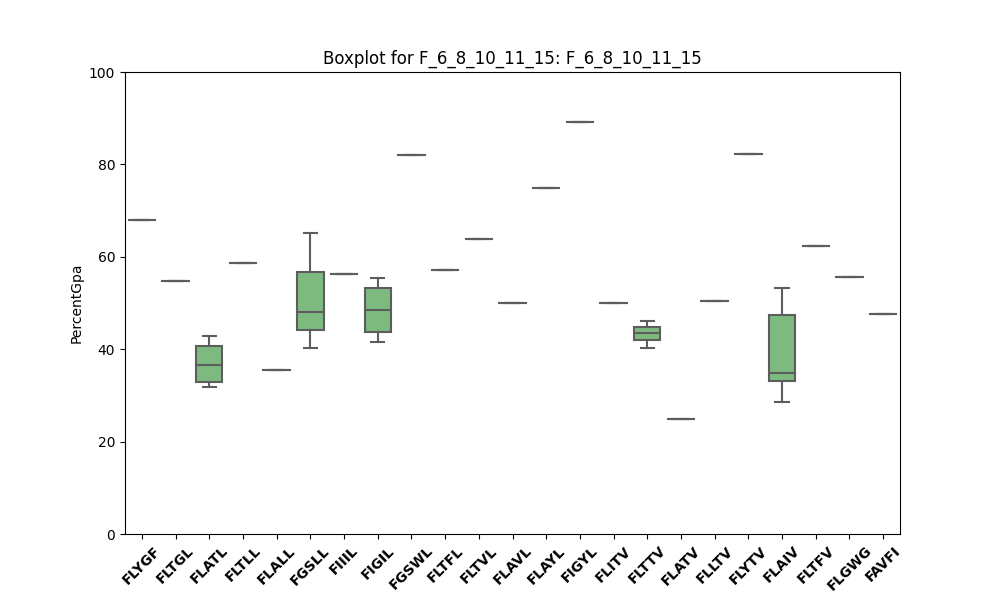 Boxplot for F_6_8_10_11_15: F_6_8_10_11_15
100
80
60
40
20
0
PercentGpa
FLYGF
FLTGL
FLATL
FLTLL
FLALL
FGSLL
FIIIL
FIGIL
FGSWL
FLTFL
FLTVL
FLAVL
FLAYL
FIGYL
FLITV
FLTTV
FLATV
FLLTV
FLYTV
FLAIV
FLTFV
FLGWG
FAVFI